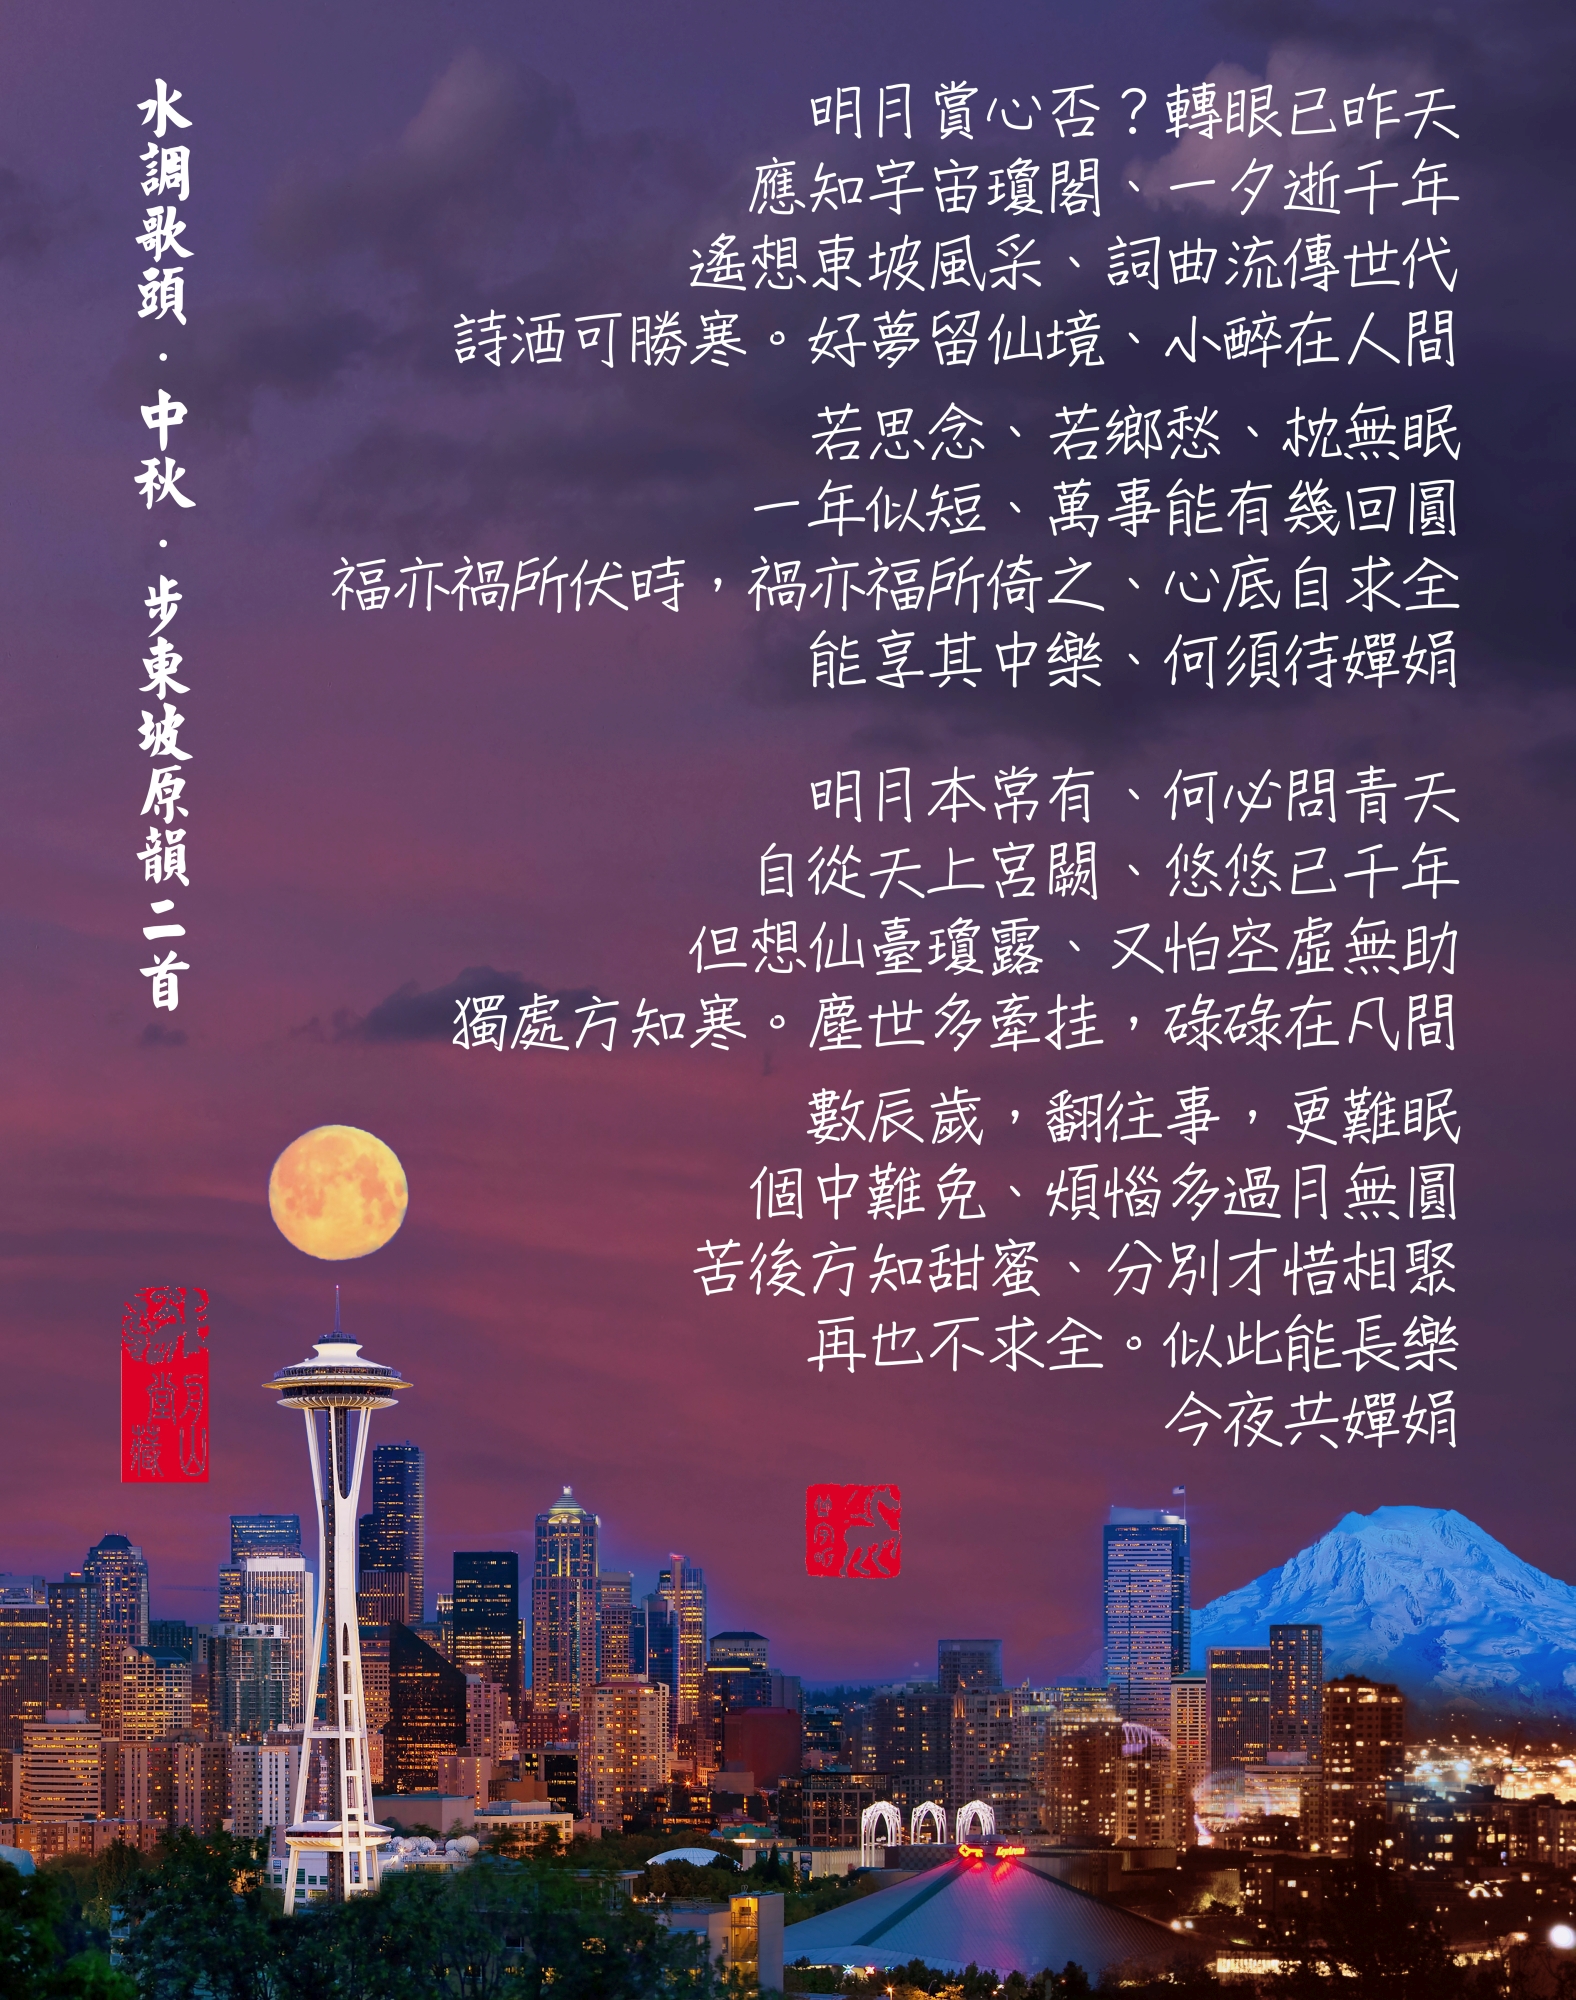 水調歌頭．中秋．步東坡原韻二首
明月賞心否？轉眼已昨天
應知宇宙瓊閣、一夕逝千年
遙想東坡風采、詞曲流傳世代
詩酒可勝寒。好夢留仙境、小醉在人間
若思念、若鄉愁、枕無眠
一年似短、萬事能有幾回圓
福亦禍所伏時，禍亦福所倚之、心底自求全
能享其中樂、何須待嬋娟
明月本常有、何必問青天
自從天上宮闕、悠悠已千年
但想仙臺瓊露、又怕空虛無助
獨處方知寒。塵世多牽挂，碌碌在凡間
數辰歲，翻往事，更難眠
個中難免、煩惱多過月無圓
苦後方知甜蜜、分別才惜相聚
再也不求全。似此能長樂
今夜共嬋娟
月山堂藏